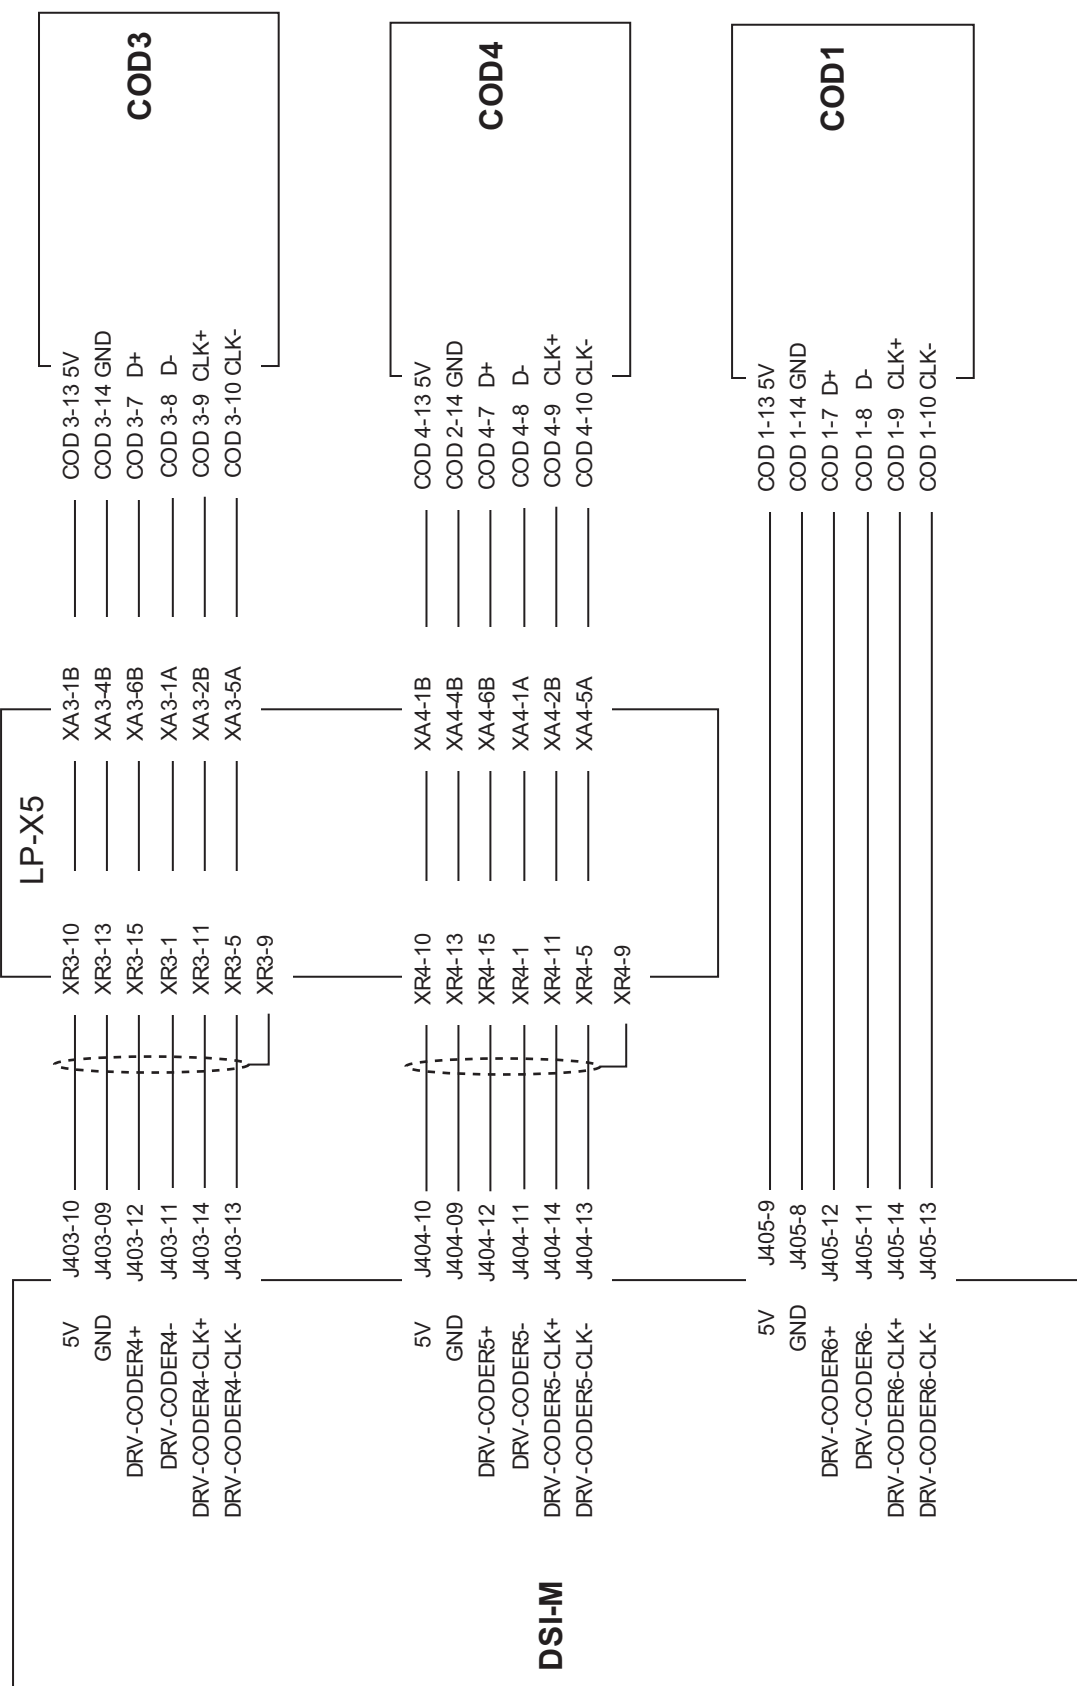 COD3
COD 3-13 5V
COD 3-14 GND
COD 3-7 D+
COD 3-8 D-
COD 3-9 CLK+
COD 3-10 CLK-
XA3-1B
XA3-4B
XA3-6B
XA3-1A
XA3-2B
XA3-5A
LP-X5
XR3-10
XR3-13
XR3-15
XR3-1
XR3-11
XR3-5
XR3-9
J403-10
J403-09
J403-12
J403-11
J403-14
J403-13
5V
GND
DRV-CODER4+
DRV-CODER4-
DRV-CODER4-CLK+
DRV-CODER4-CLK-
COD4
COD 4-13 5V
COD 2-14 GND
COD 4-7 D+
COD 4-8 D-
COD 4-9 CLK+
COD 4-10 CLK-
XA4-1B
XA4-4B
XA4-6B
XA4-1A
XA4-2B
XA4-5A
XR4-10
XR4-13
XR4-15
XR4-1
XR4-11
XR4-5
XR4-9
J404-10
J404-09
J404-12
J404-11
J404-14
J404-13
5V
GND
DRV-CODER5+
DRV-CODER5-
DRV-CODER5-CLK+
DRV-CODER5-CLK-
COD1
COD 1-13 5V
COD 1-14 GND
COD 1-7 D+
COD 1-8 D-
COD 1-9 CLK+
COD 1-10 CLK-
J405-9
J405-8
J405-12
J405-11
J405-14
J405-13
5V
GND
DRV-CODER6+
DRV-CODER6-
DRV-CODER6-CLK+
DRV-CODER6-CLK-
DSI-M